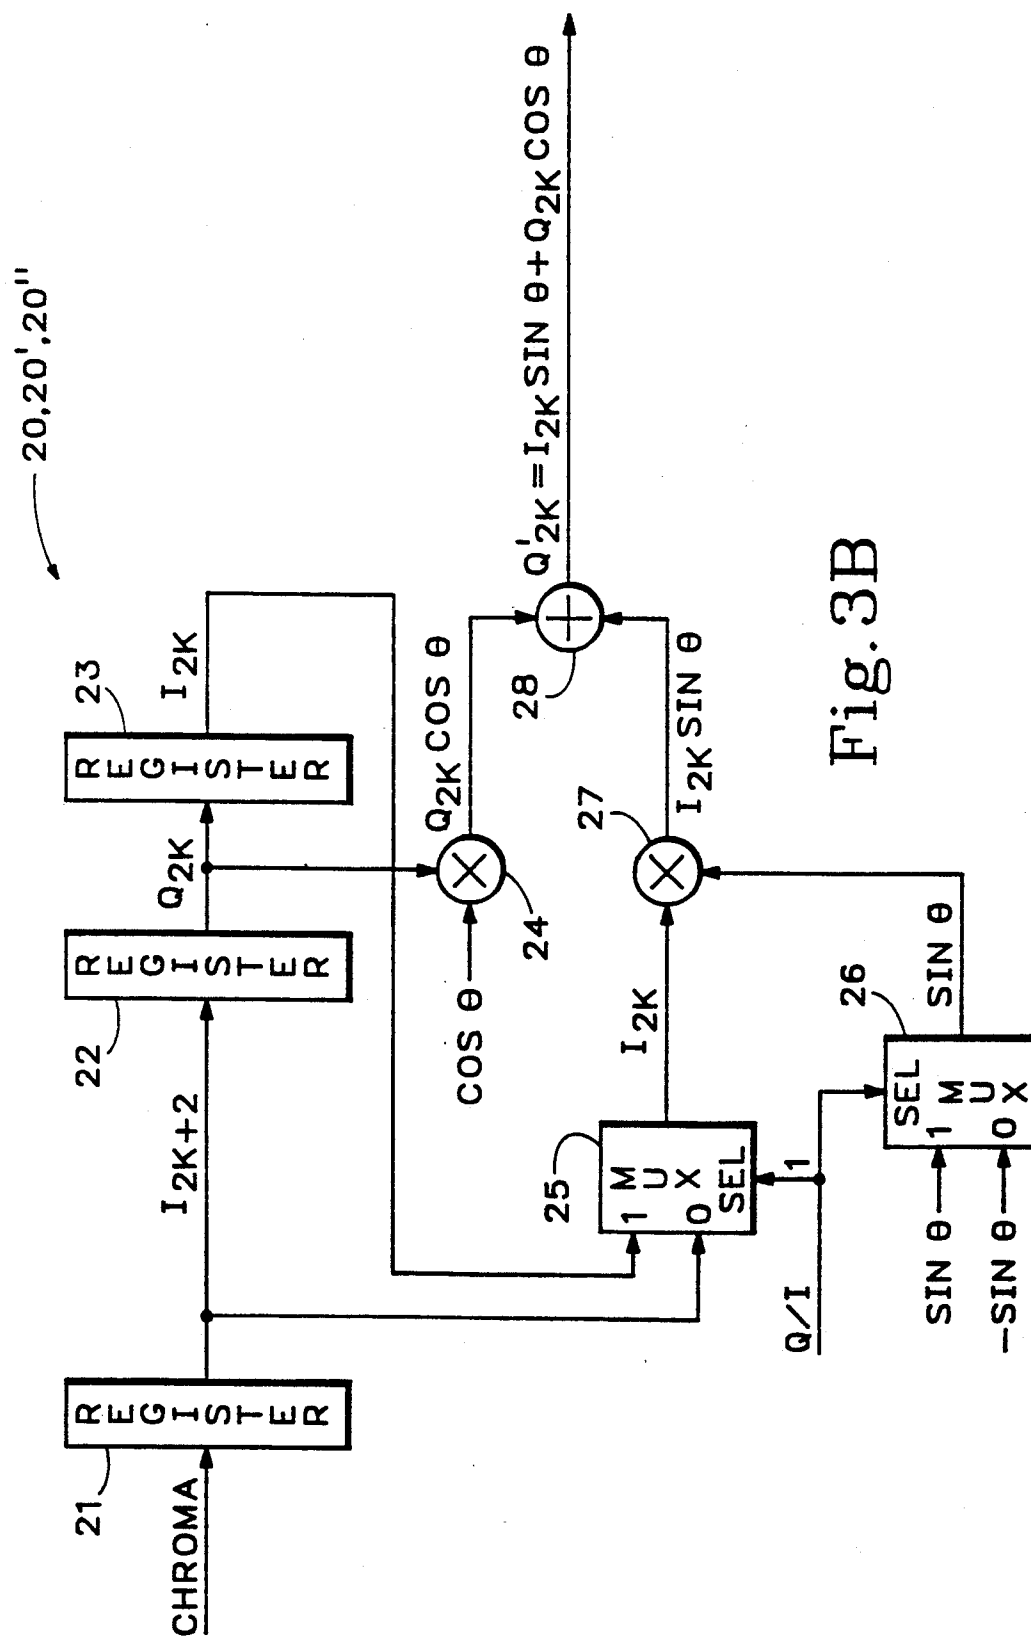 20,20',20''
CHROMA
21
REGISTER
I2K+2
22
REGISTER
Q2K
23
REGISTER
I2K
COS θ
24
Q2K COS θ
25
1 MUX
0
SEL
I2K
27
I2K SIN θ
28
Q'2K = I2K SIN θ + Q2K COS θ
Q/I
1
SIN θ
-SIN θ
SEL
1 MUX
0
26
SIN θ
Fig.3B